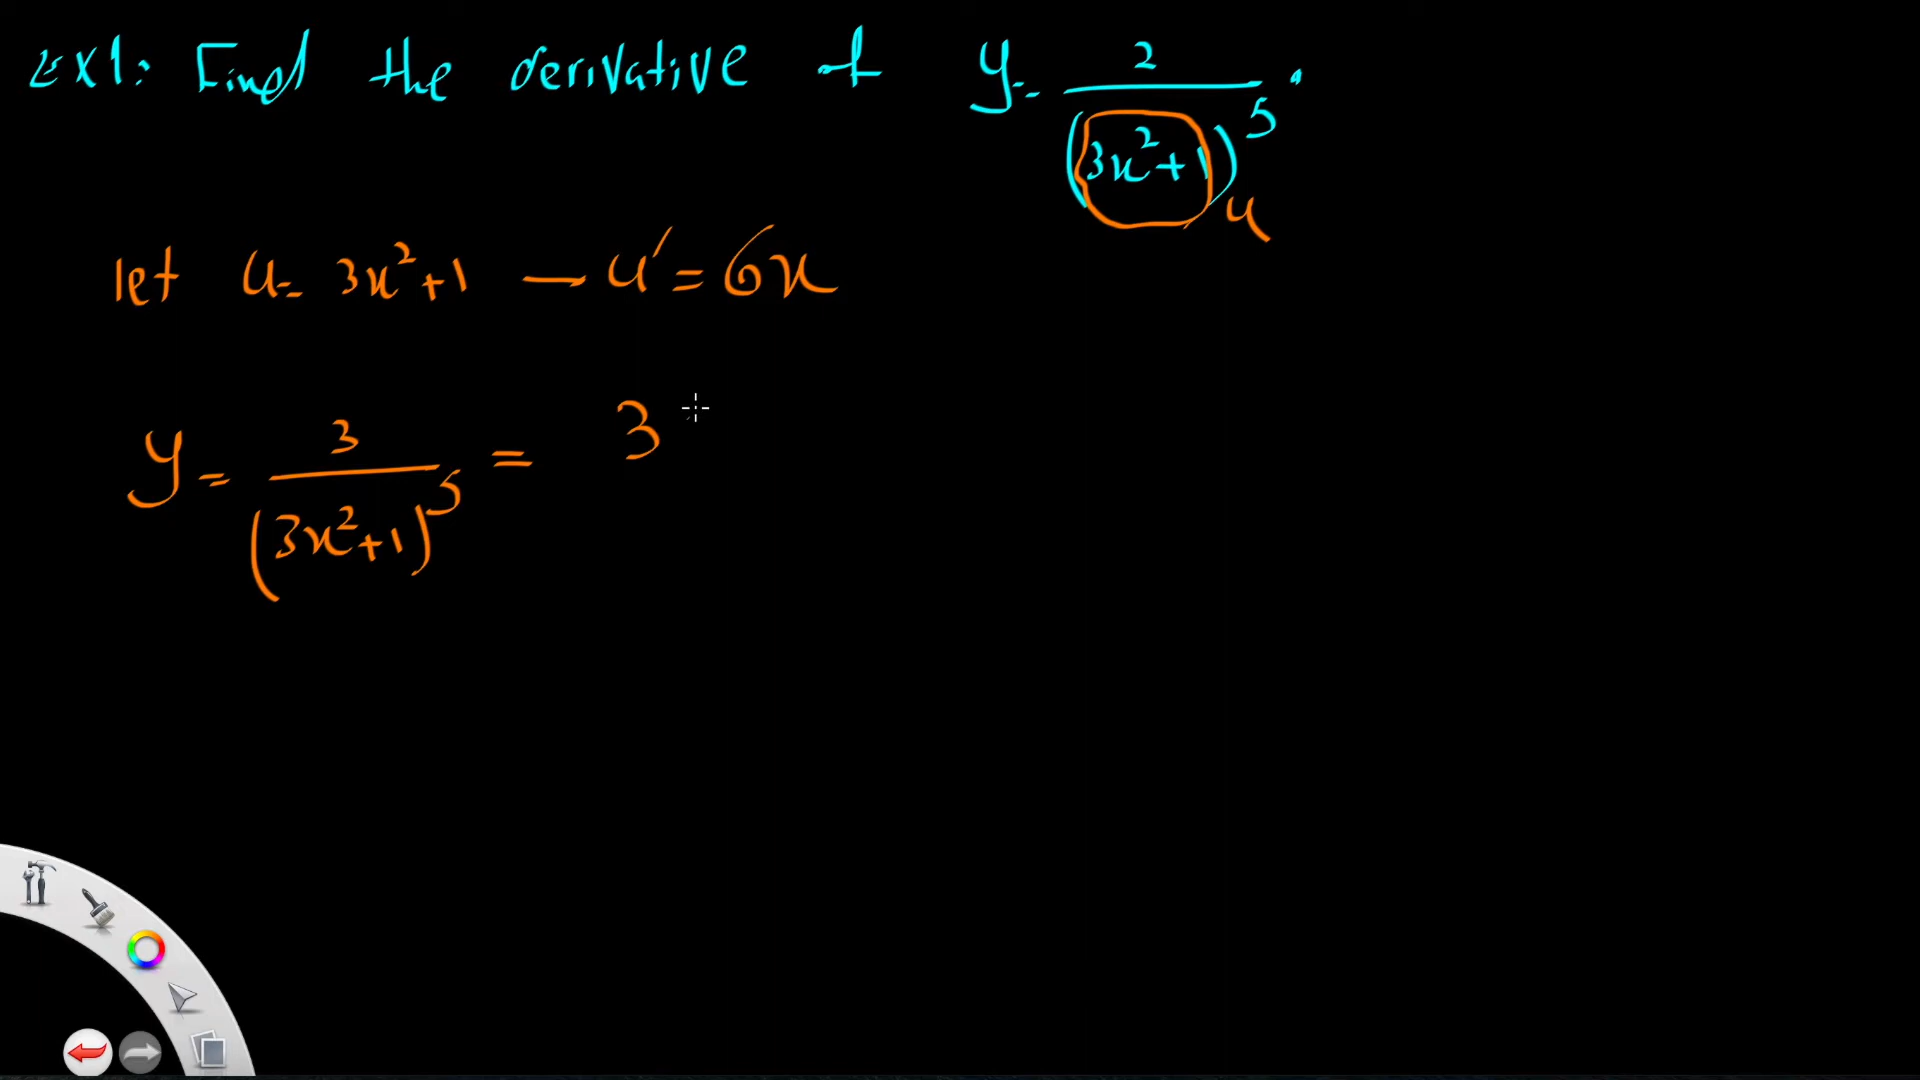 Ex1: Find the derivative of y = 2/(3x²+1)⁵.
u
let u = 3x²+1 — u' = 6x
y = 3/(3x²+1)⁵ = 3